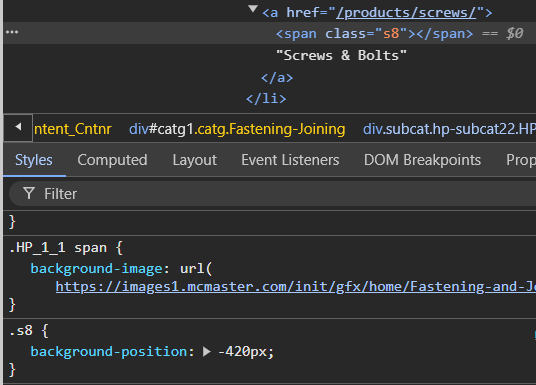 <a href="/products/screws/">
... <span class="s8"></span> == $0
"Screws & Bolts"
</a>
</li>
ntent_Cntnr div#catg1.catg.Fastening-Joining div.subcat.hp-subcat22.HP
Styles Computed Layout Event Listeners DOM Breakpoints Prop
Filter
}
.HP_1_1 span {
background-image: url(
https://images1.mcmaster.com/init/gfx/home/Fastening-and-Jo
}
.s8 {
background-position: -420px;
}